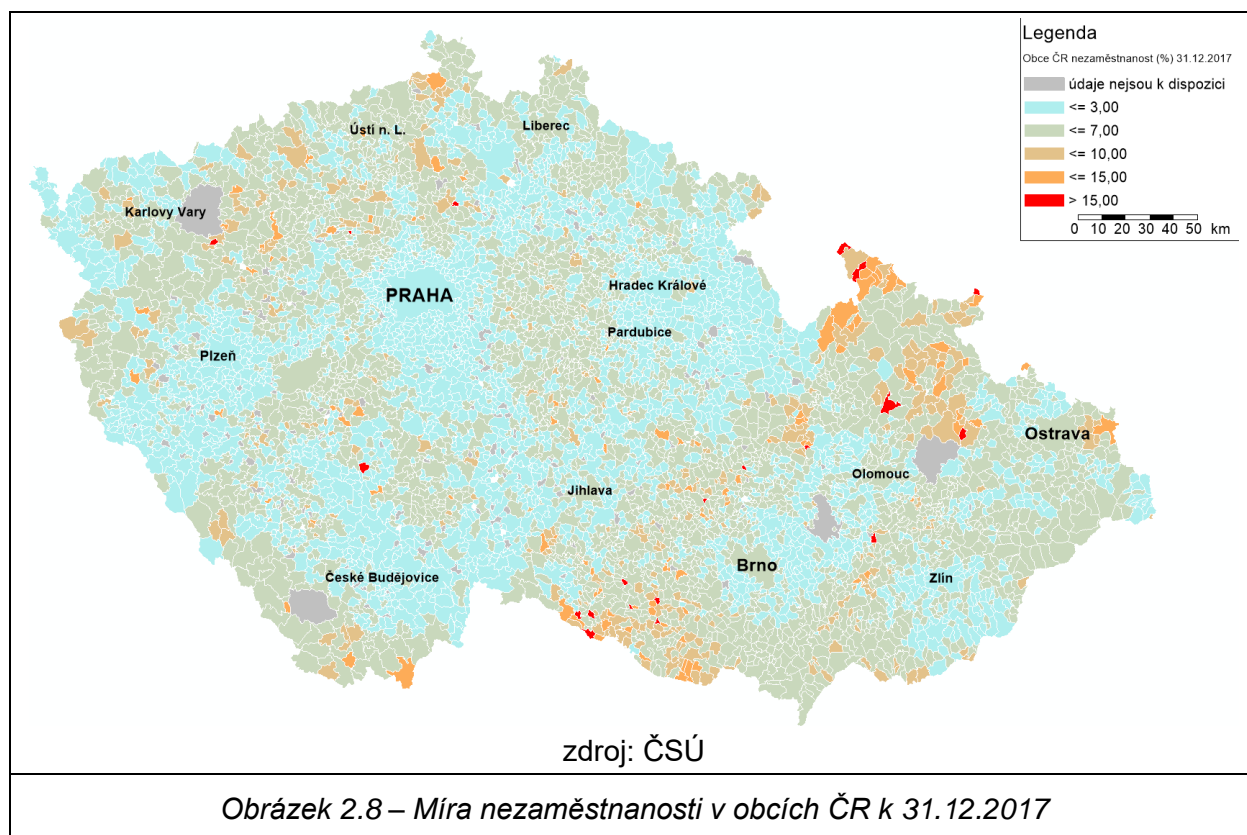 Legenda
Obce ČR nezaměstnanost (%) 31.12.2017
údaje nejsou k dispozici
<= 3,00
<= 7,00
<= 10,00
<= 15,00
> 15,00
0 10 20 30 40 50 km
Ústí n. L.
Liberec
Karlovy Vary
PRAHA
Hradec Králové
Pardubice
Plzeň
Ostrava
Olomouc
Jihlava
Brno
České Budějovice
Zlín
zdroj: ČSÚ
Obrázek 2.8 – Míra nezaměstnanosti v obcích ČR k 31.12.2017